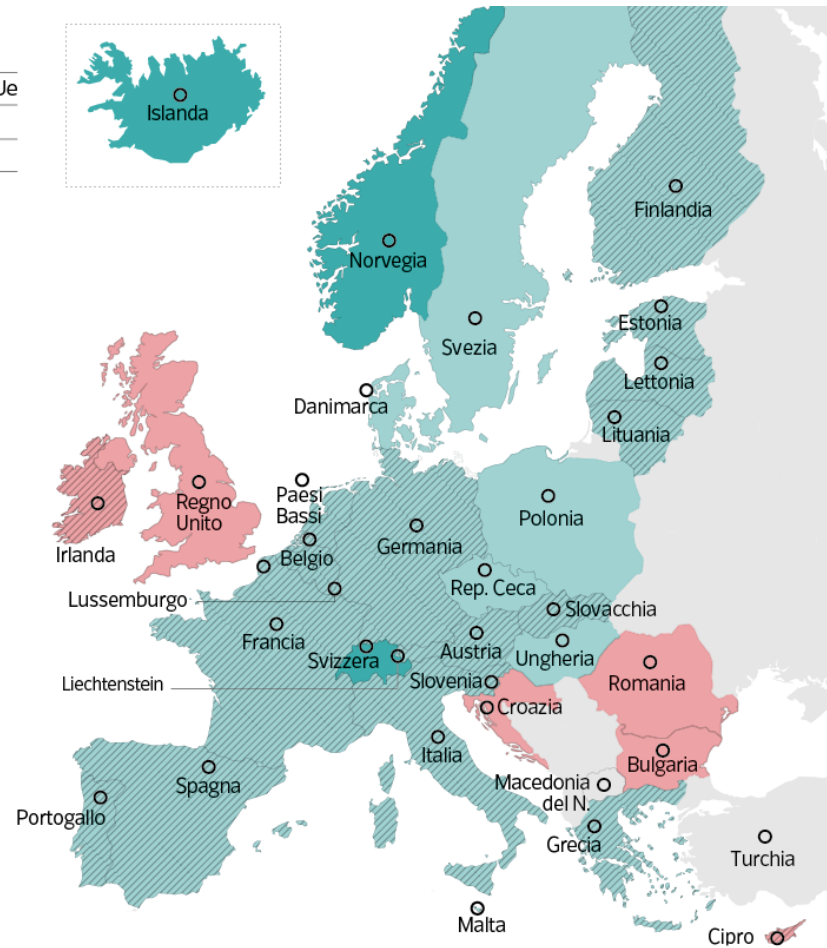 Ue
Islanda
Finlandia
Norvegia
Estonia
Svezia
Lettonia
Danimarca
Lituania
Paesi
Bassi
Regno
Unito
Polonia
Germania
Irlanda
Belgio
Rep. Ceca
Lussemburgo
Slovacchia
Francia
Austria
Svizzera
Ungheria
Liechtenstein
Slovenia
Romania
Croazia
Italia
Bulgaria
Spagna
Macedonia
del N.
Portogallo
Grecia
Turchia
Malta
Cipro